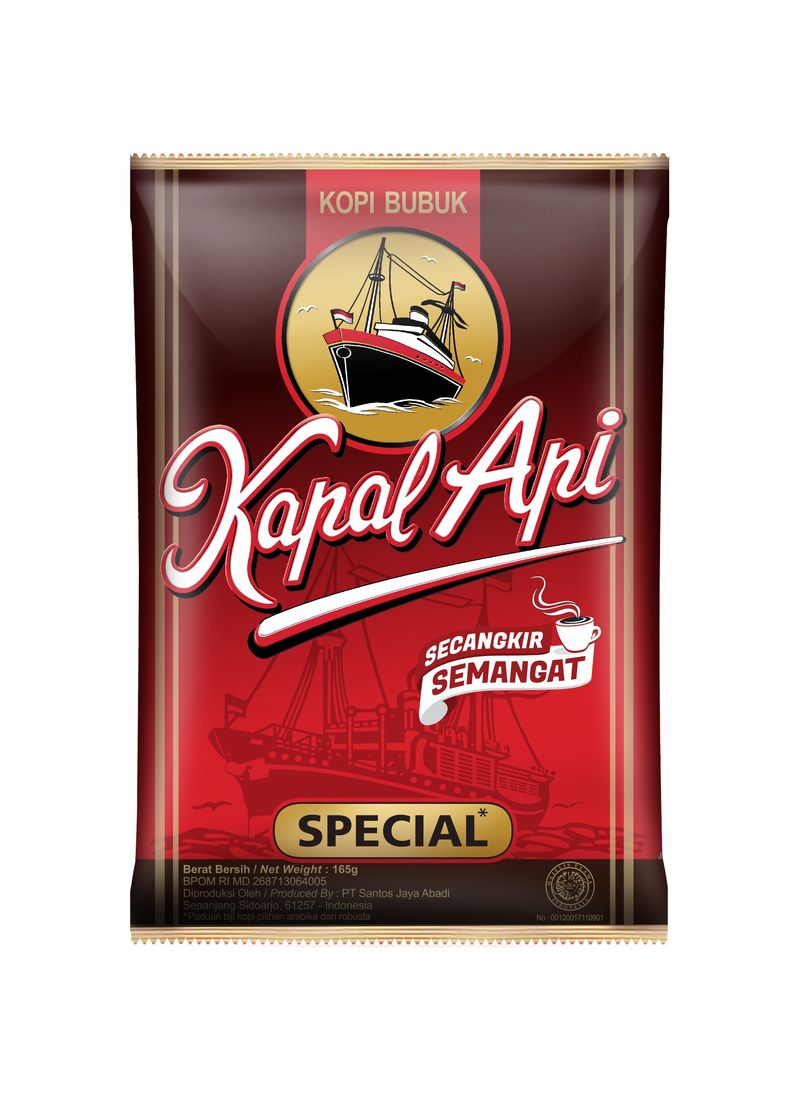 KOPI BUBUK
Kapal Api
SECANGKIR
SEMANGAT
SPECIAL*
Berat Bersih / Net Weight : 165g
BPOM RI MD 268713064005
Diproduksi Oleh / Produced By : PT Santos Jaya Abadi
Sepanjang Sidoarjo, 61257 - Indonesia
*Paduan biji kopi pilihan arabika dan robusta
No : 00120017110901